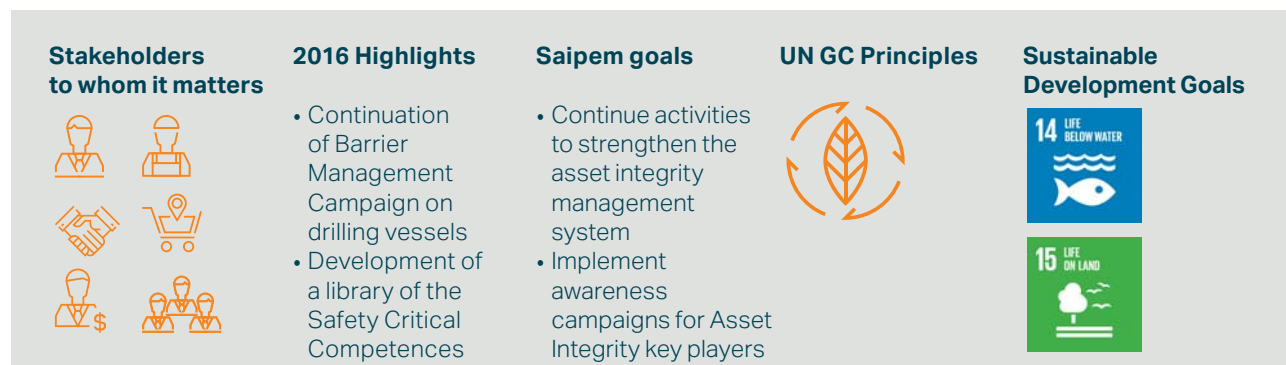 Stakeholders
to whom it matters
$
2016 Highlights
• Continuation
of Barrier
Management
Campaign on
drilling vessels
• Development of
a library of the
Safety Critical
Competences
Saipem goals
• Continue activities
to strengthen the
asset integrity
management
system
• Implement
awareness
campaigns for Asset
Integrity key players
UN GC Principles
Sustainable
Development Goals
14 LIFE
BELOW WATER
15 LIFE
ON LAND